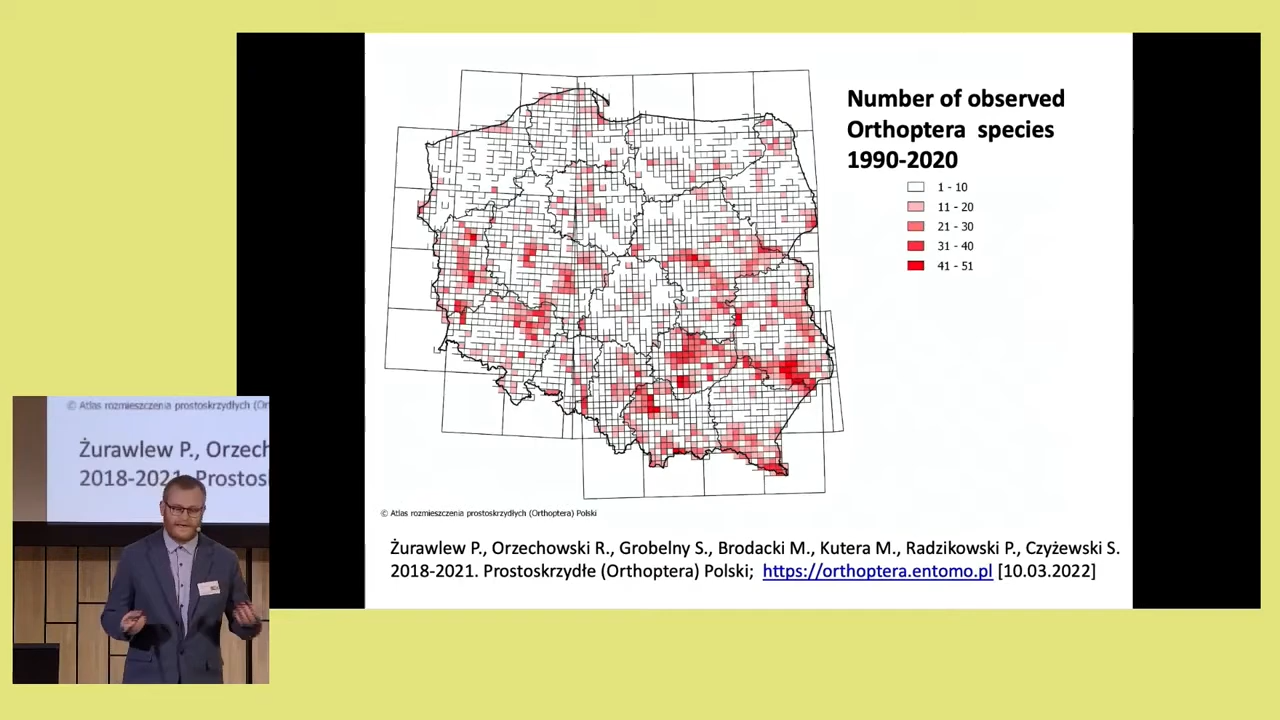 Number of observed
Orthoptera species
1990-2020
1 - 10
11 - 20
21 - 30
31 - 40
41 - 51
© Atlas rozmieszczenia prostoskrzydłych (Orthoptera) Polski
Żurawlew P., Orzechowski R., Grobelny S., Brodacki M., Kutera M., Radzikowski P., Czyżewski S.
2018-2021. Prostoskrzydłe (Orthoptera) Polski; https://orthoptera.entomo.pl [10.03.2022]
© Atlas rozmieszczenia prostoskrzydłych (Or
Żurawlew P., Orzech
2018-2021. Prostos